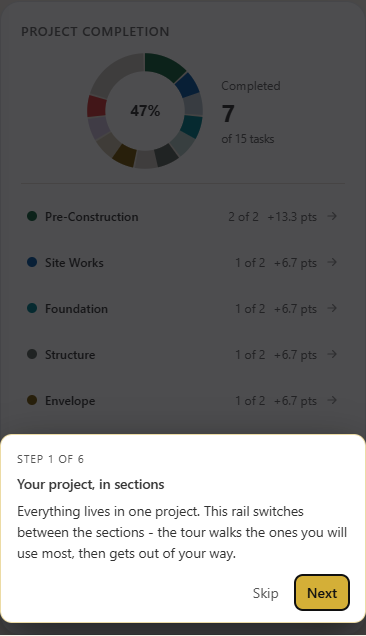 PROJECT COMPLETION
47%
Completed
7
of 15 tasks
Pre-Construction 2 of 2 +13.3 pts →
Site Works 1 of 2 +6.7 pts →
Foundation 1 of 2 +6.7 pts →
Structure 1 of 2 +6.7 pts →
Envelope 1 of 2 +6.7 pts →
STEP 1 OF 6
Your project, in sections
Everything lives in one project. This rail switches
between the sections - the tour walks the ones you will
use most, then gets out of your way.
Skip Next